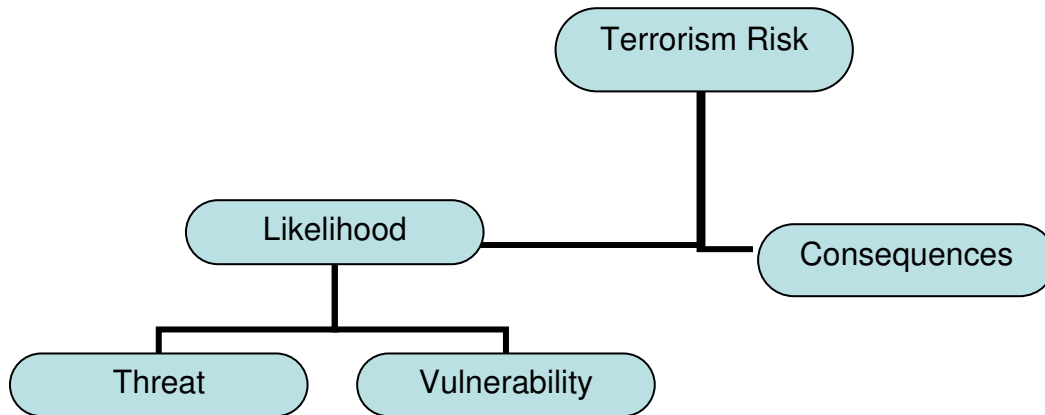 Terrorism Risk
Likelihood
Consequences
Threat
Vulnerability